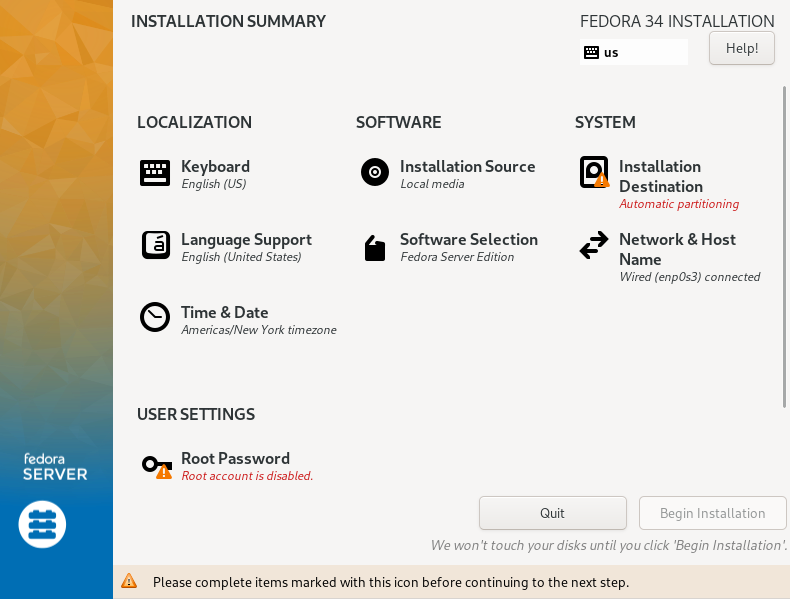 INSTALLATION SUMMARY
FEDORA 34 INSTALLATION
us
Help!
LOCALIZATION
Keyboard
English (US)
Language Support
English (United States)
Time & Date
Americas/New York timezone
SOFTWARE
Installation Source
Local media
Software Selection
Fedora Server Edition
SYSTEM
Installation
Destination
Automatic partitioning
Network & Host
Name
Wired (enp0s3) connected
USER SETTINGS
Root Password
Root account is disabled.
fedora
SERVER
Quit
Begin Installation
We won't touch your disks until you click 'Begin Installation'.
Please complete items marked with this icon before continuing to the next step.